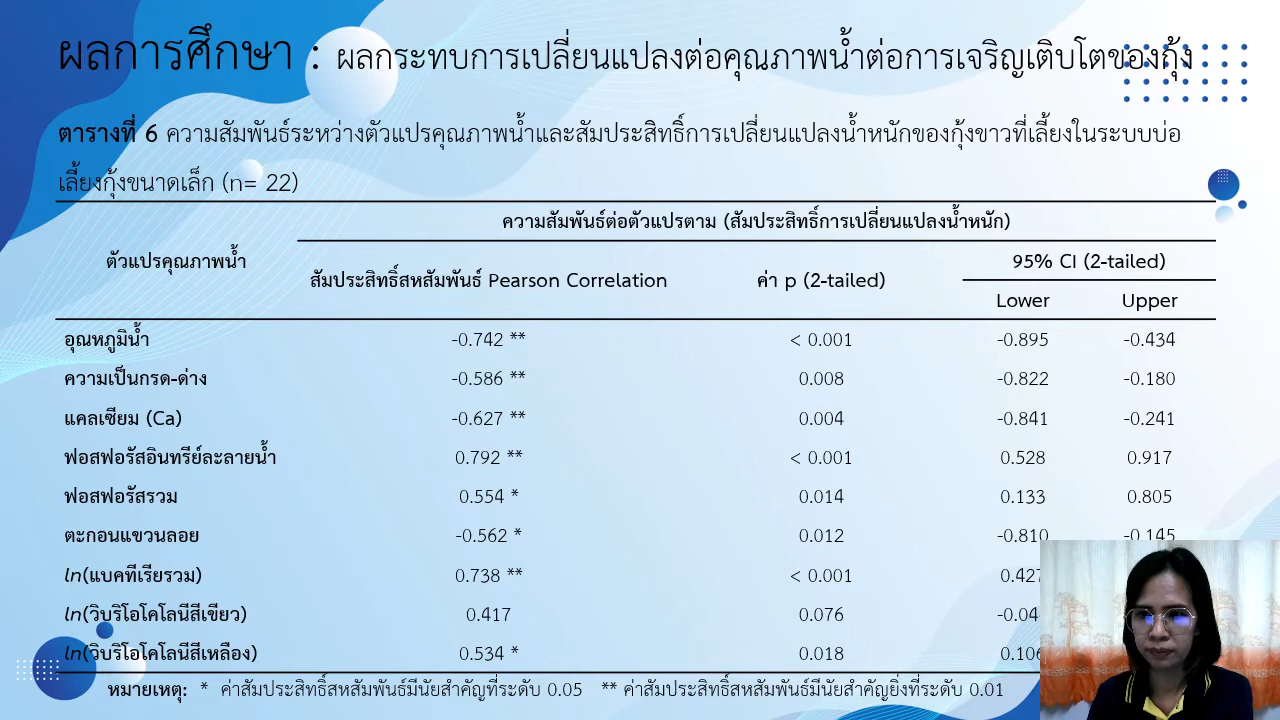 ผลการศึกษา : ผลกระทบการเปลี่ยนแปลงต่อคุณภาพน้ำต่อการเจริญเติบโตของกุ้ง
ตารางที่ 6 ความสัมพันธ์ระหว่างตัวแปรคุณภาพน้ำและสัมประสิทธิ์การเปลี่ยนแปลงน้ำหนักของกุ้งขาวที่เลี้ยงในระบบบ่อ
เลี้ยงกุ้งขนาดเล็ก (n= 22)
ความสัมพันธ์ต่อตัวแปรตาม (สัมประสิทธิ์การเปลี่ยนแปลงน้ำหนัก)
ตัวแปรคุณภาพน้ำ สัมประสิทธิ์สหสัมพันธ์ Pearson Correlation ค่า p (2-tailed) 95% CI (2-tailed)
Lower Upper
อุณหภูมิน้ำ -0.742 ** < 0.001 -0.895 -0.434
ความเป็นกรด-ด่าง -0.586 ** 0.008 -0.822 -0.180
แคลเซียม (Ca) -0.627 ** 0.004 -0.841 -0.241
ฟอสฟอรัสอินทรีย์ละลายน้ำ 0.792 ** < 0.001 0.528 0.917
ฟอสฟอรัสรวม 0.554 * 0.014 0.133 0.805
ตะกอนแขวนลอย -0.562 * 0.012 -0.810 -0.145
ln(แบคทีเรียรวม) 0.738 ** < 0.001 0.427
ln(วิบริโอโคโลนีสีเขียว) 0.417 0.076 -0.04
ln(วิบริโอโคโลนีสีเหลือง) 0.534 * 0.018 0.106
หมายเหตุ: * ค่าสัมประสิทธิ์สหสัมพันธ์มีนัยสำคัญที่ระดับ 0.05 ** ค่าสัมประสิทธิ์สหสัมพันธ์มีนัยสำคัญยิ่งที่ระดับ 0.01